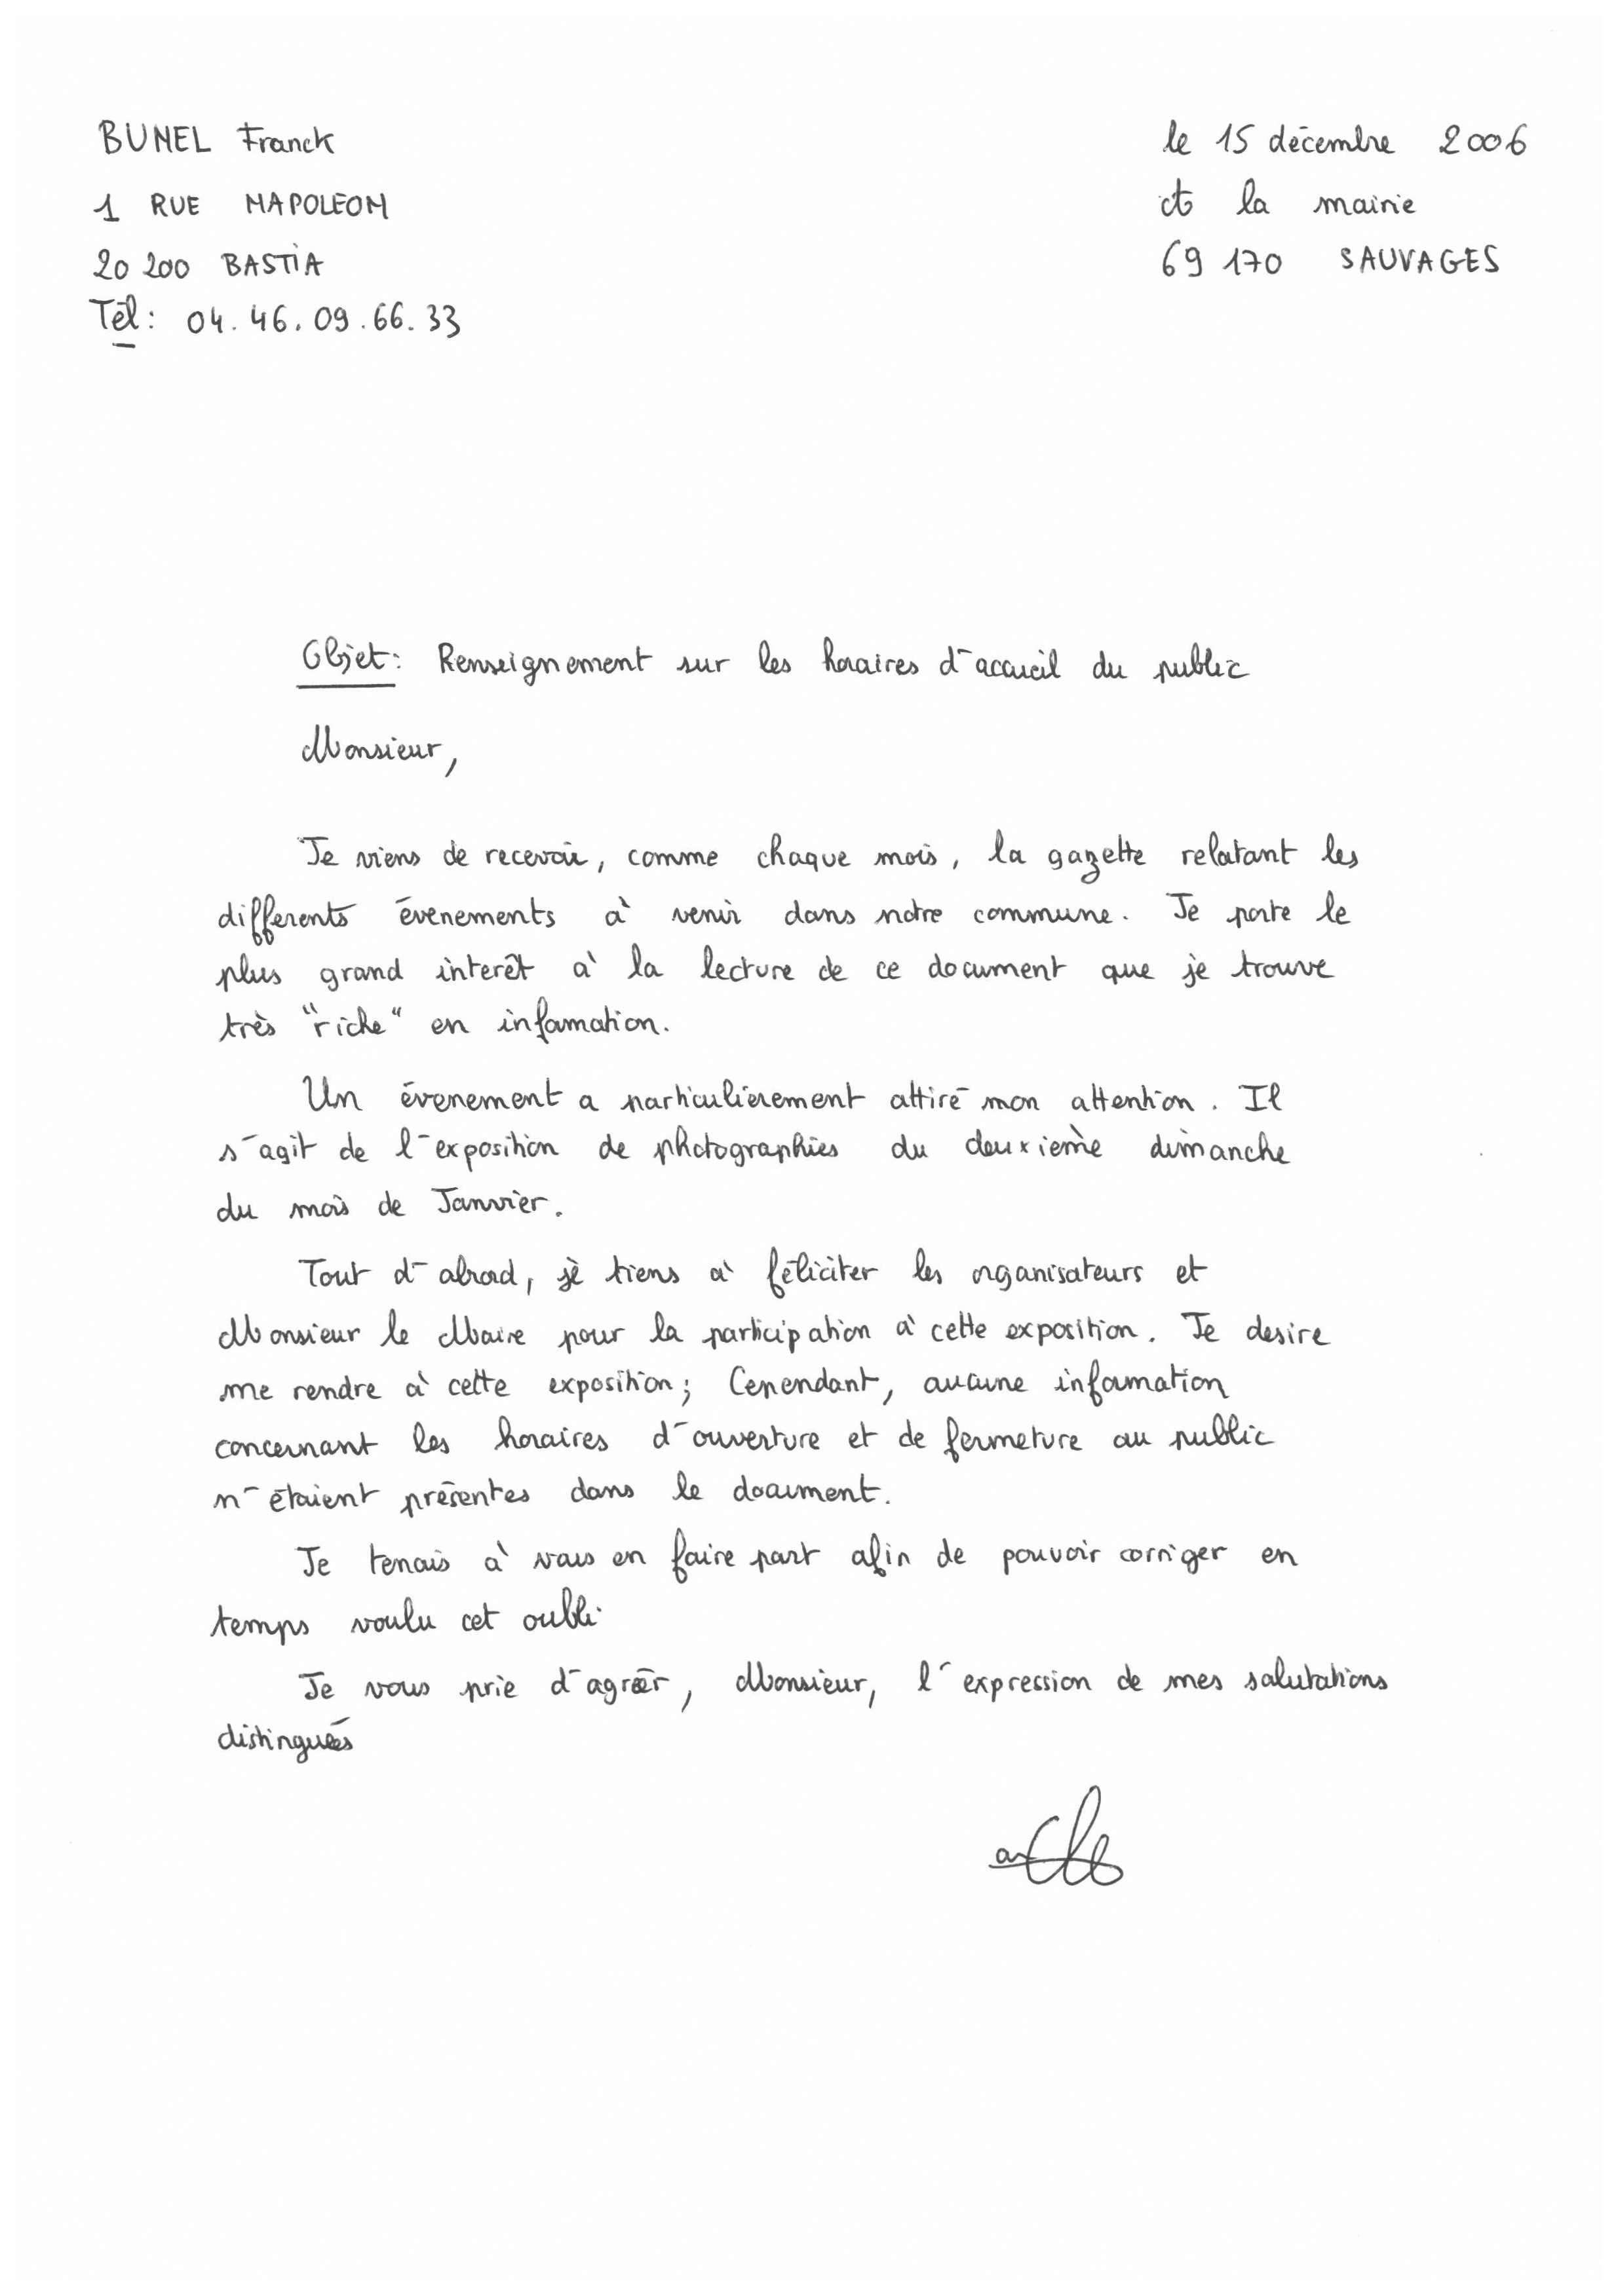 BUNEL Franck
1 RUE NAPOLEON
20 200 BASTIA
Tél : 04.46.09.66.33
le 15 décembre 2006
à la mairie
69 170 SAUVAGES
Objet : Renseignement sur les horaires d'accueil du public
Monsieur,
Je viens de recevoir, comme chaque mois, la gazette relatant les
differents évenements à venir dans notre commune. Je porte le
plus grand interêt à la lecture de ce document que je trouve
très "riche" en information.
Un évenement a particulierement attiré mon attention. Il
s'agit de l'exposition de photographies du deuxième dimanche
du mois de Janvier.
Tout d'abord, je tiens à féliciter les organisateurs et
Monsieur le Maire pour la participation à cette exposition. Je desire
me rendre à cette exposition; Cependant, aucune information
concernant les horaires d'ouverture et de fermeture au public
n'étaient présentes dans le document.
Je tenais à vous en faire part afin de pouvoir corriger en
temps voulu cet oubli
Je vous prie d'agréer, Monsieur, l'expression de mes salutations
distinguées